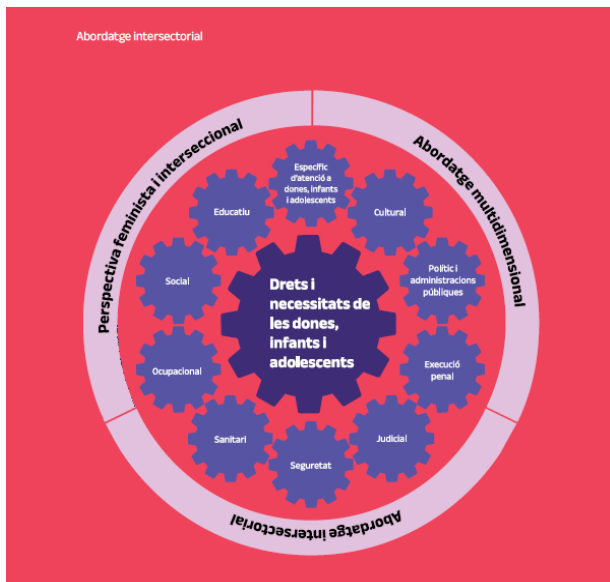 Abordatge intersectorial
Perspectiva feminista i interseccional
Abordatge multidimensional
Específic
d'atenció a
dones, infants
i adolescents
Educatiu
Cultural
Social
Drets i
necessitats de
les dones,
infants i
adolescents
Polític i
administracions
públiques
Ocupacional
Execució
penal
Sanitari
Judicial
Seguretat
Abordatge intersectorial